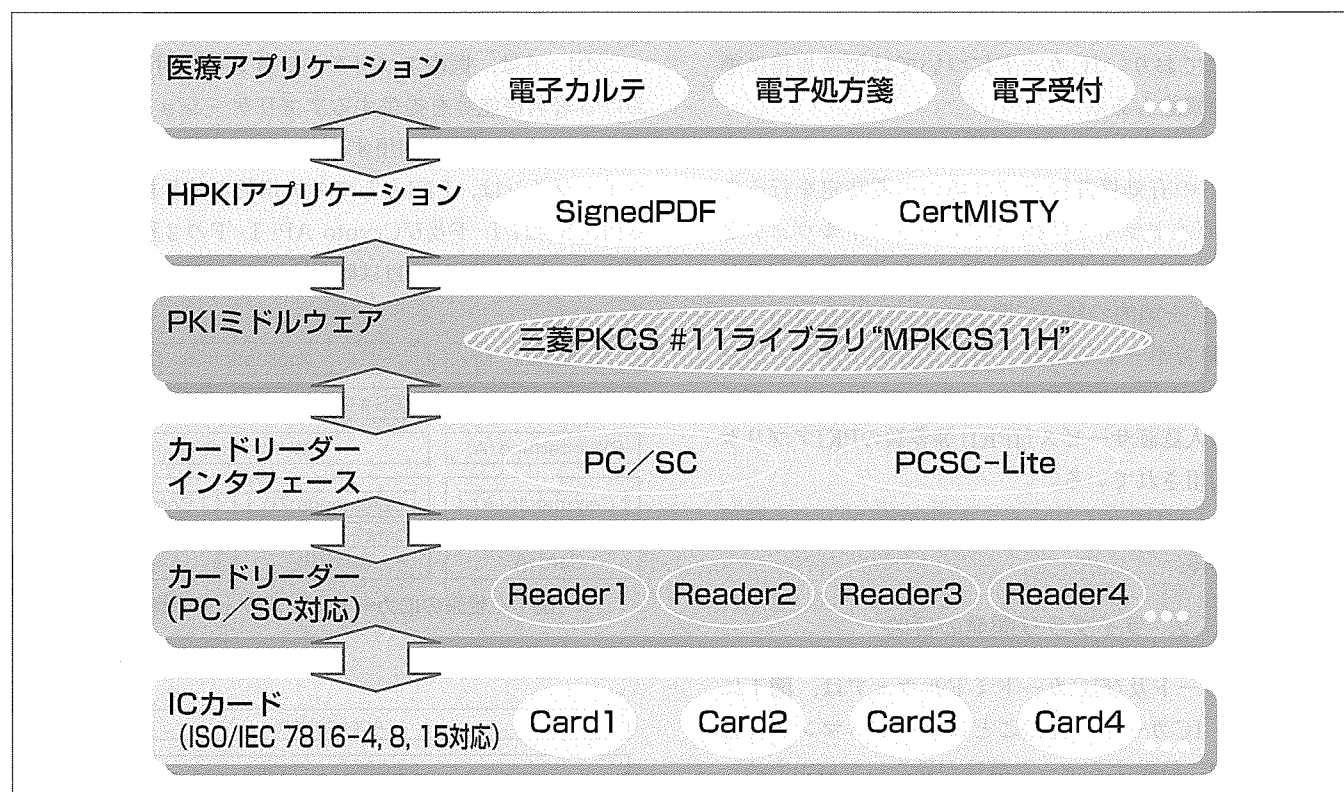 医療アプリケーション
電子カルテ 電子処方箋 電子受付 ●●●
HPKIアプリケーション
SignedPDF CertMISTY
PKIミドルウェア
三菱PKCS #11ライブラリ“MPKCS11H”
カードリーダー
インタフェース
PC/SC PCSC-Lite
カードリーダー
(PC/SC対応)
Reader1 Reader2 Reader3 Reader4 ●●●
ICカード
(ISO/IEC 7816-4, 8, 15対応)
Card1 Card2 Card3 Card4